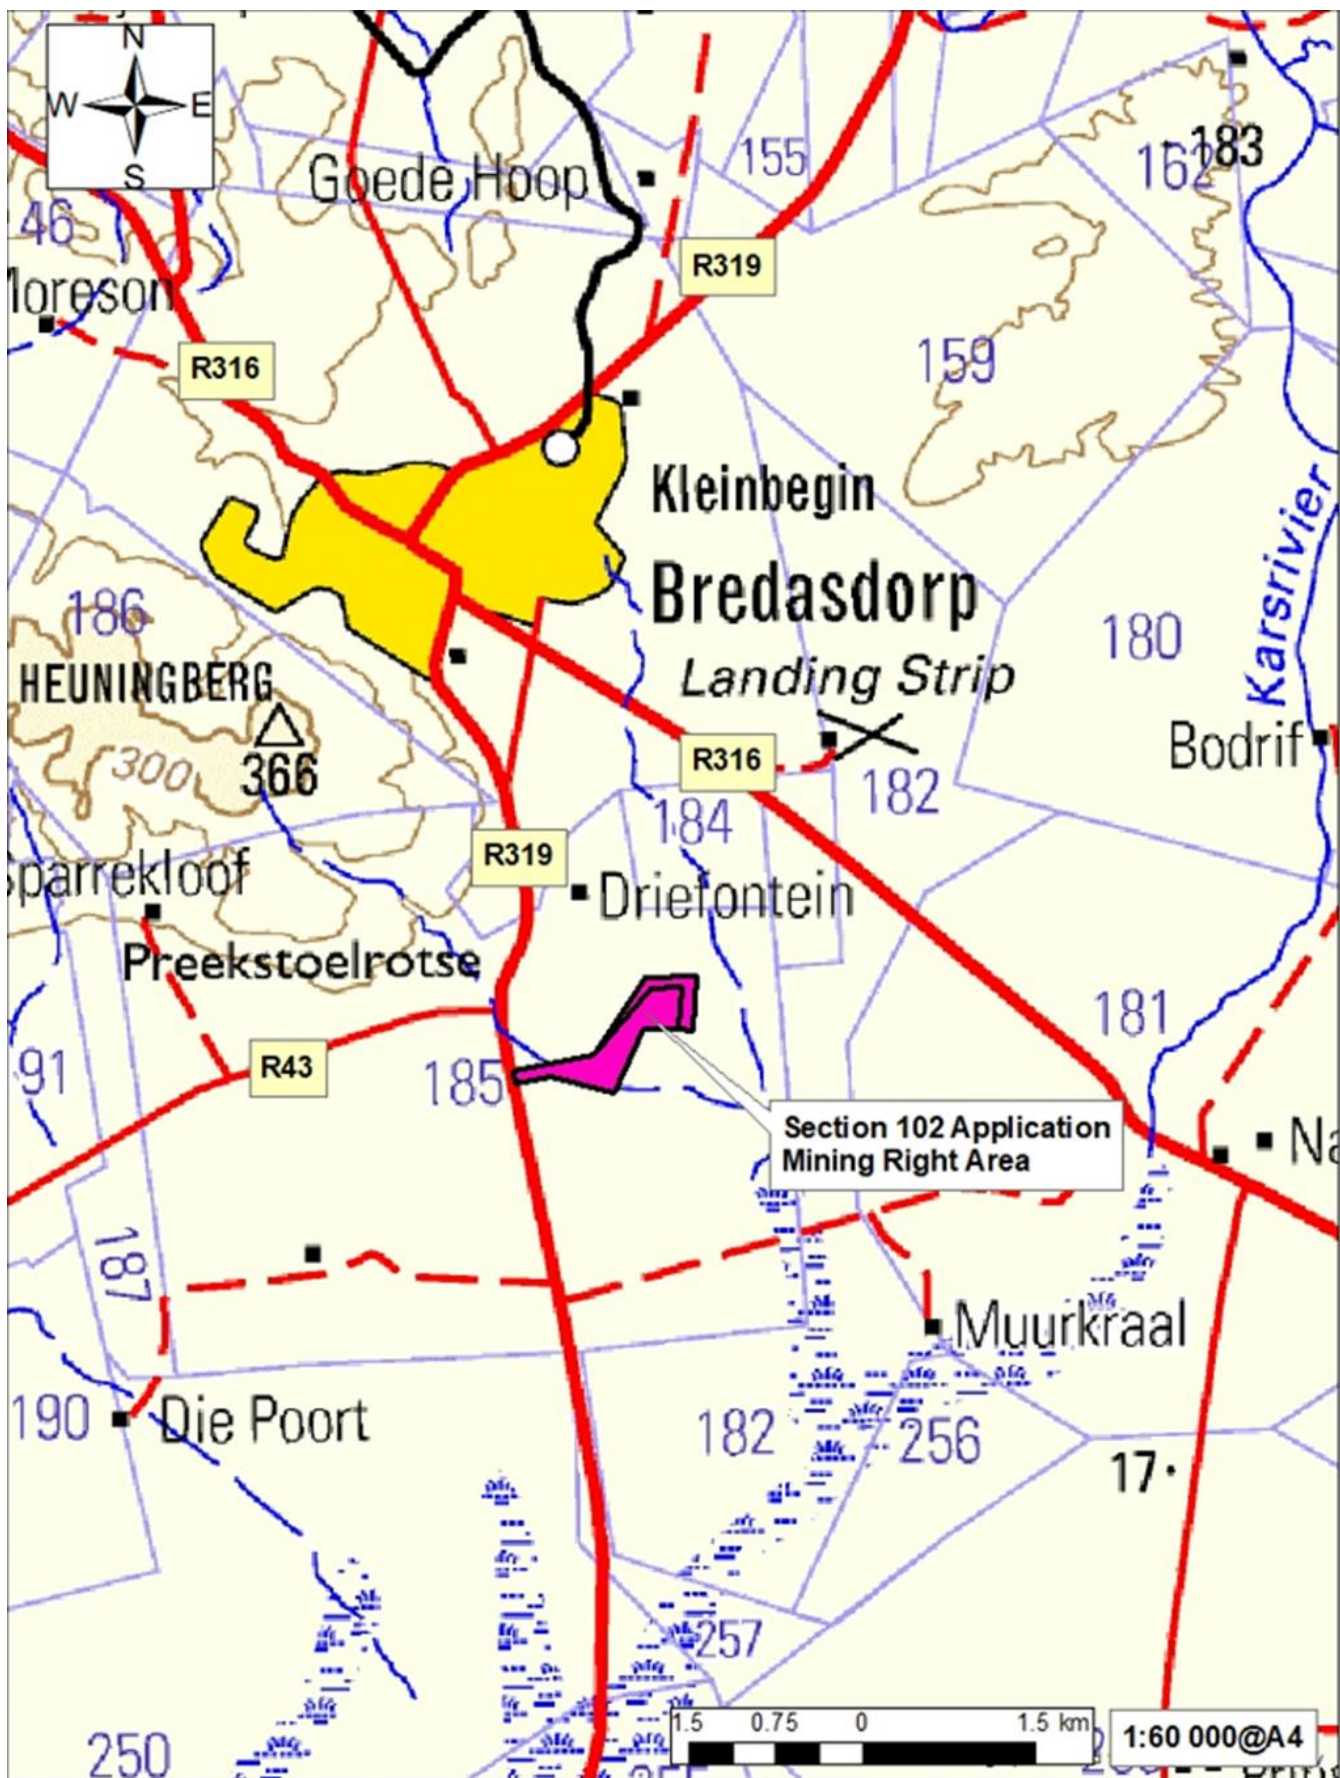 N
W E
S
Goede Hoop
155
162
183
46
R319
Moreson
R316
159
Kleinbegin
Bredasdorp
Karsrivier
186
180
HEUNINGBERG
Landing Strip
366
300
R316
Bodrif
182
184
R319
Sparrekloof
Driefontein
Preekstoelrotse
181
91
R43
185
Section 102 Application
Mining Right Area
Na
187
Muurkraal
190
Die Poort
182
256
17
257
250
1.5 0.75 0 1.5 km
1:60 000@A4